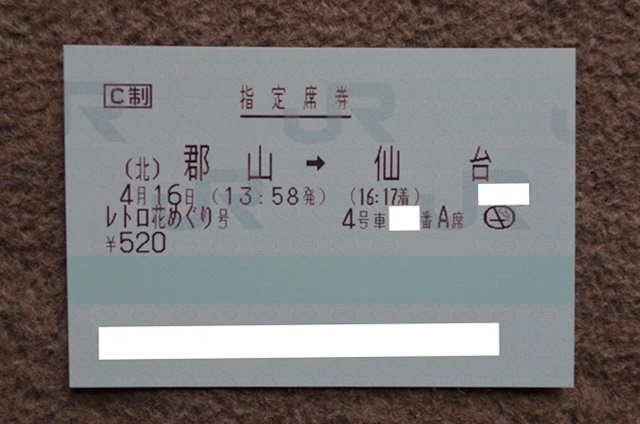 C制
指定席券
(北) 郡山 → 仙台
4月16日 (13:58発) (16:17着)
レトロ花めぐり号 4号車 番A席
¥520